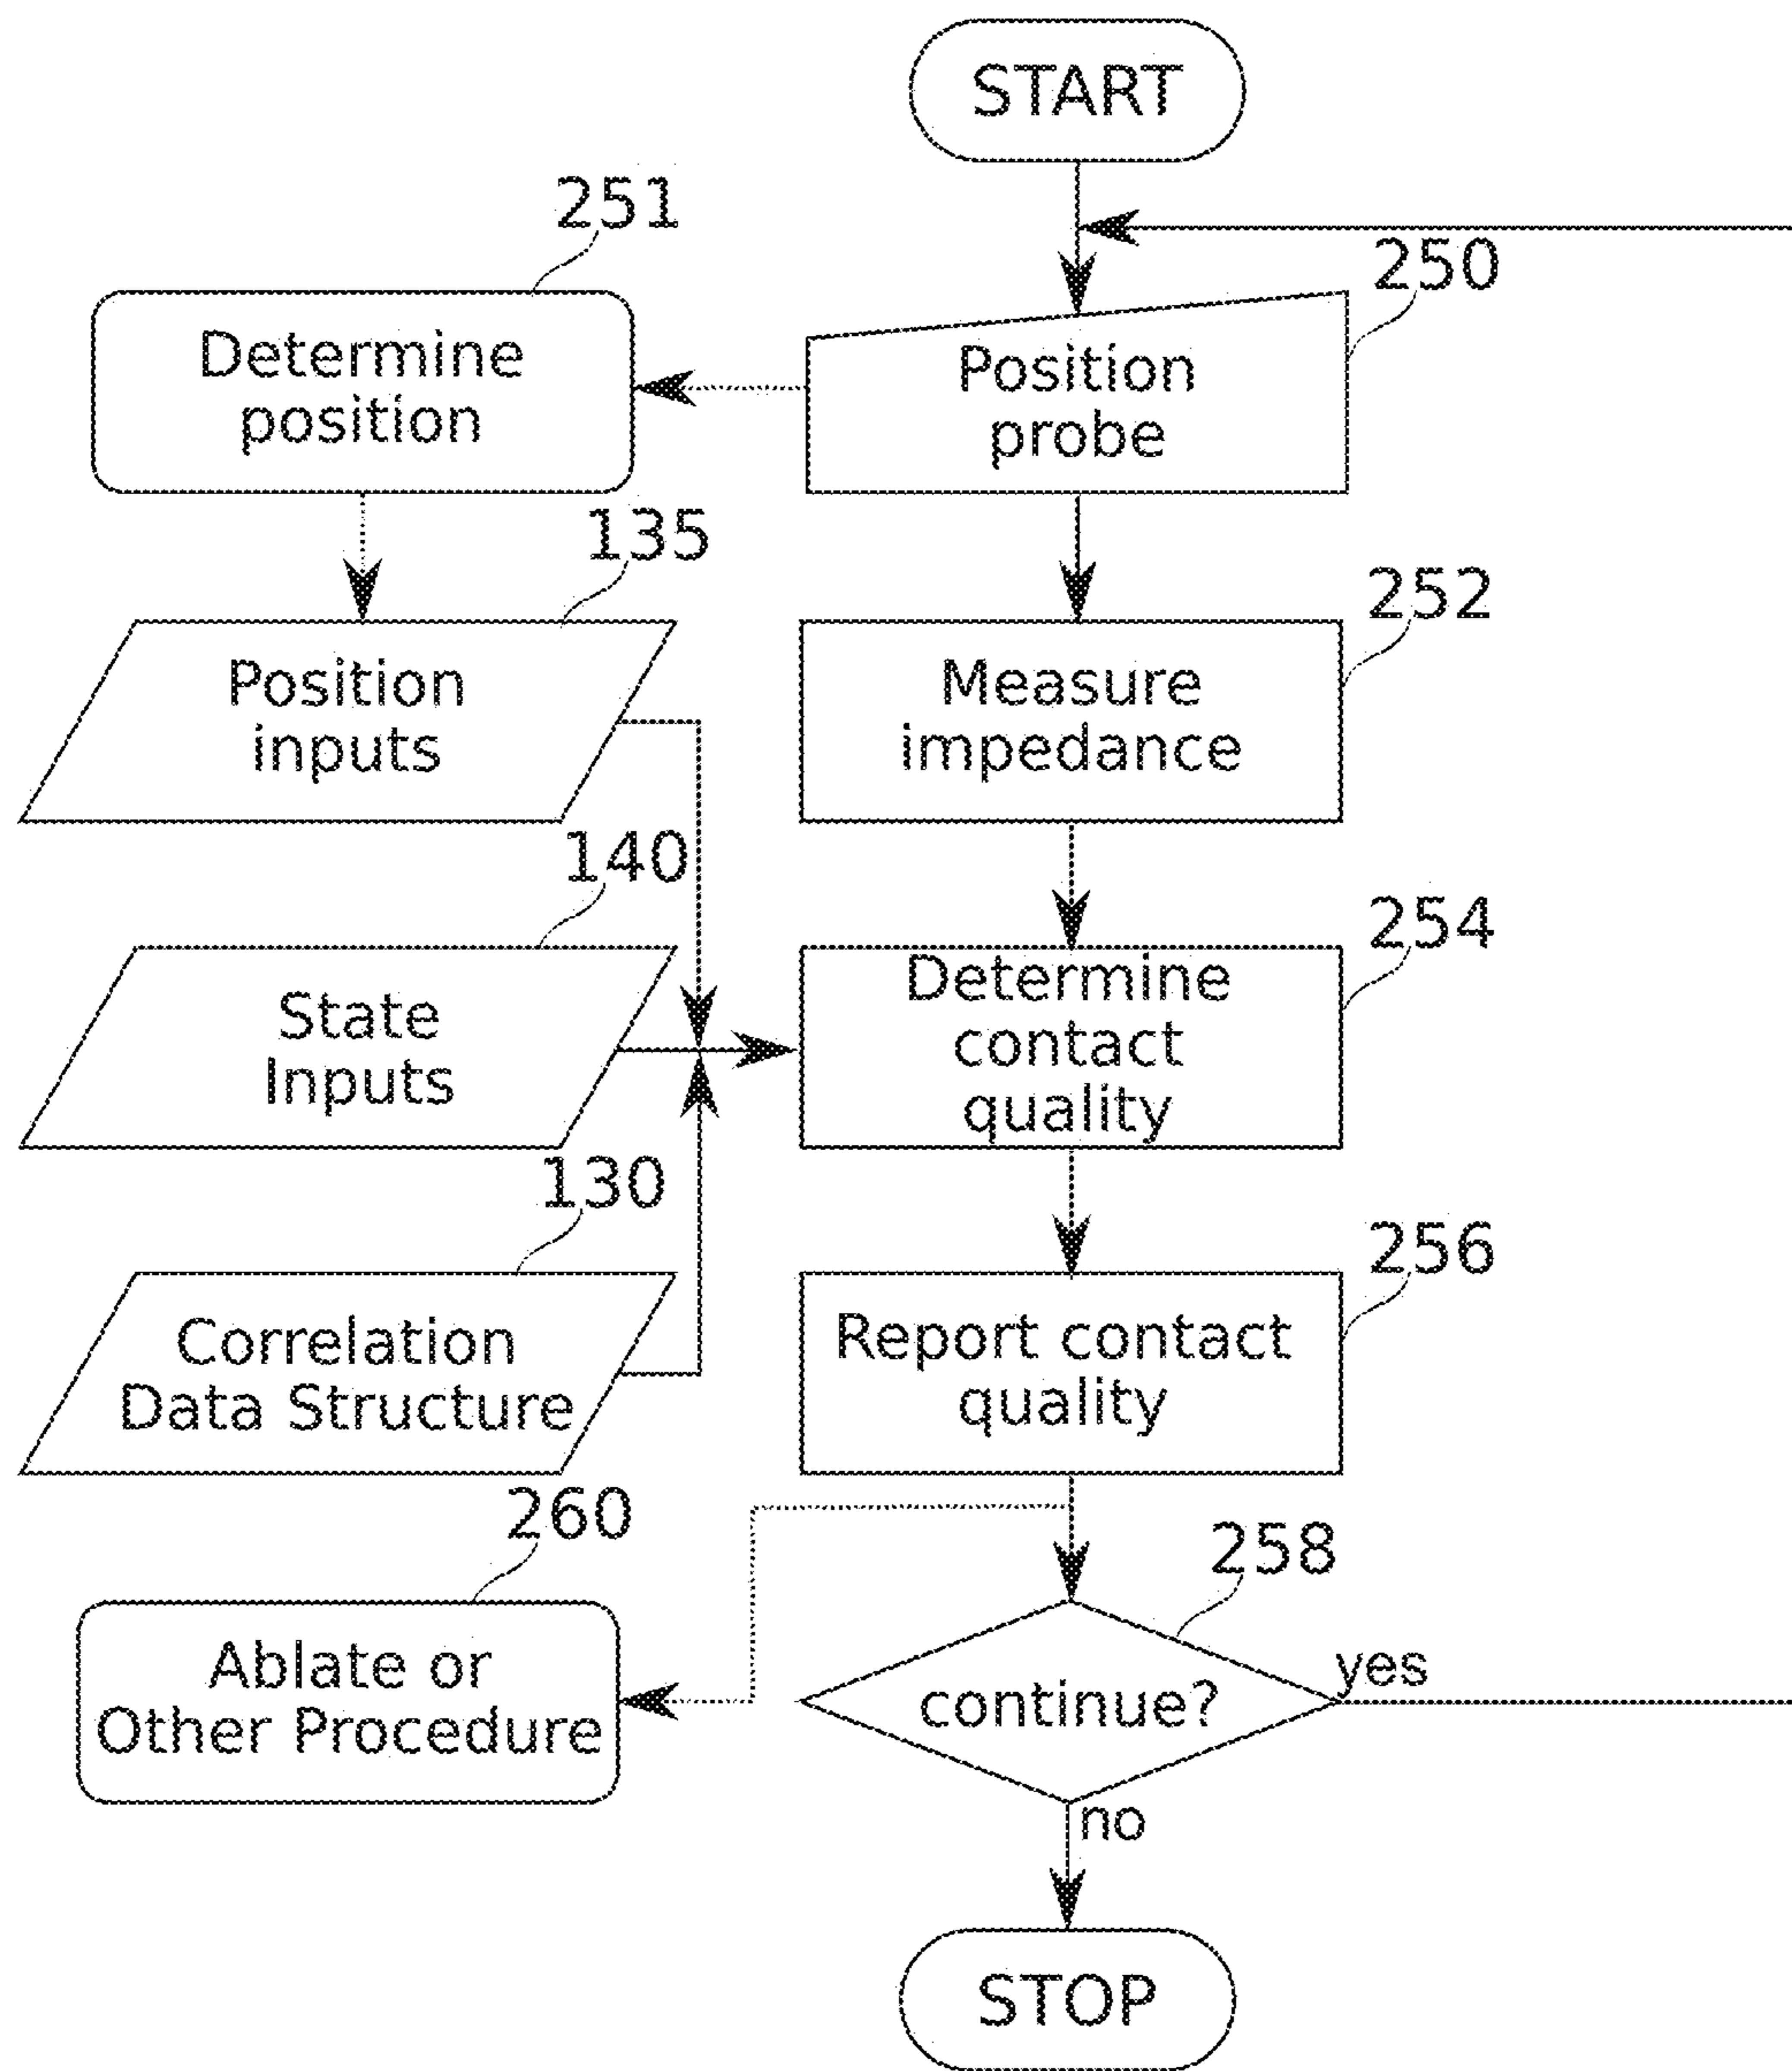 START
251
250
Determine
position
Position
probe
135
252
Position
inputs
Measure
impedance
140
254
State
Inputs
Determine
contact
quality
130
256
Correlation
Data Structure
Report contact
quality
260
258
Ablate or
Other Procedure
continue?
yes
no
STOP